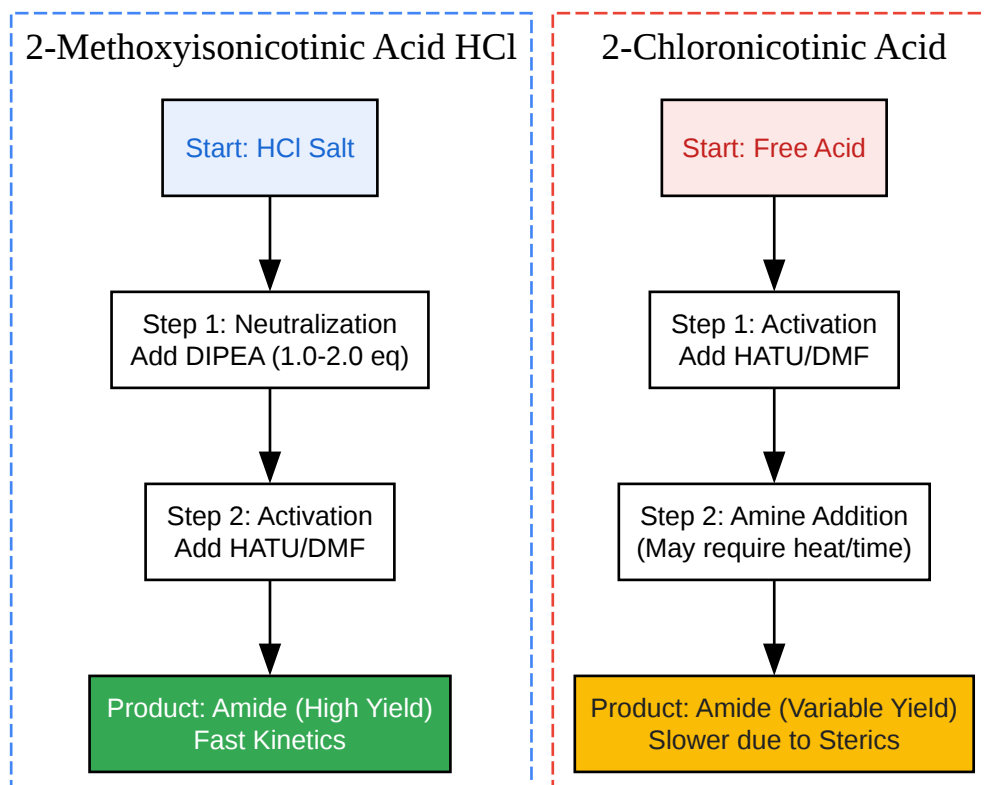 2-Methoxyisonicotinic Acid HCl
Start: HCl Salt
Step 1: Neutralization
Add DIPEA (1.0-2.0 eq)
Step 2: Activation
Add HATU/DMF
Product: Amide (High Yield)
Fast Kinetics
2-Chloronicotinic Acid
Start: Free Acid
Step 1: Activation
Add HATU/DMF
Step 2: Amine Addition
(May require heat/time)
Product: Amide (Variable Yield)
Slower due to Sterics